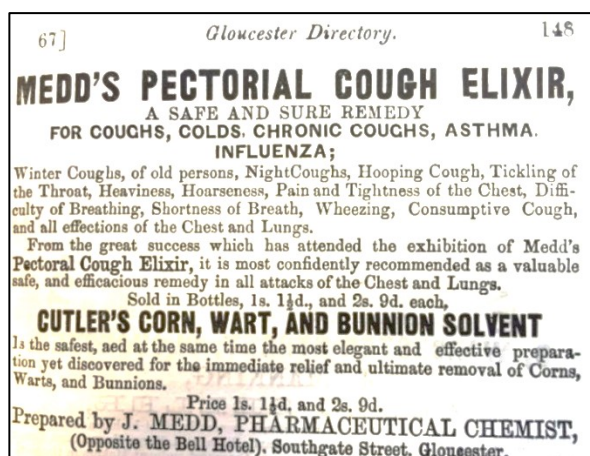 67] Gloucester Directory. 148
MEDD'S PECTORIAL COUGH ELIXIR,
A SAFE AND SURE REMEDY
FOR COUGHS, COLDS, CHRONIC COUGHS, ASTHMA.
INFLUENZA;
Winter Coughs, of old persons, NightCoughs, Hooping Cough, Tickling of
the Throat, Heaviness, Hoarseness, Pain and Tightness of the Chest, Diffi-
culty of Breathing, Shortness of Breath, Wheezing, Consumptive Cough,
and all effections of the Chest and Lungs.
From the great success which has attended the exhibition of Medd's
Pectoral Cough Elixir, it is most confidently recommended as a valuable
safe, and efficacious remedy in all attacks of the Chest and Lungs.
Sold in Bottles, 1s. 1½d., and 2s. 9d. each,
CUTLER'S CORN, WART, AND BUNNION SOLVENT
Is the safest, aed at the same time the most elegant and effective prepara-
tion yet discovered for the immediate relief and ultimate removal of Corns,
Warts, and Bunnions.
Price 1s. 1½d. and 2s. 9d.
Prepared by J. MEDD, PHARMACEUTICAL CHEMIST,
(Opposite the Bell Hotel), Southgate Street, Gloucester.